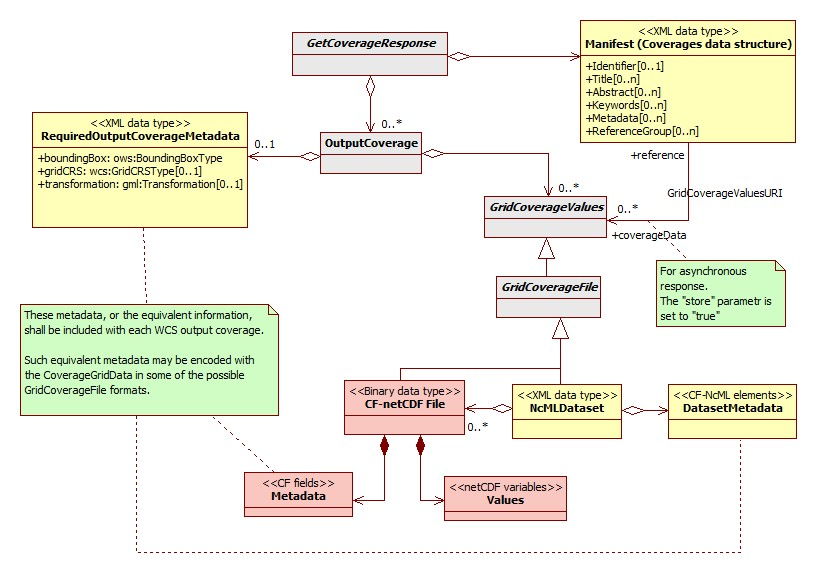 GetCoverageResponse
<<XML data type>>
Manifest (Coverages data structure)
+Identifier[0..1]
+Title[0..n]
+Abstract[0..n]
+Keywords[0..n]
+Metadata[0..n]
+ReferenceGroup[0..n]
<<XML data type>>
RequiredOutputCoverageMetadata
+boundingBox: ows:BoundingBoxType
+gridCRS: wcs:GridCRSType[0..1]
+transformation: gml:Transformation[0..1]
0..1
0..*
OutputCoverage
+reference
GridCoverageValuesURI
0..*
GridCoverageValues
0..*
+coverageData
For asynchronous
response.
The "store" parametr is
set to "true"
GridCoverageFile
These metadata, or the equivalent information,
shall be included with each WCS output coverage.
Such equivalent metadata may be encoded with
the CoverageGridData in some of the possible
GridCoverageFile formats.
<<Binary data type>>
CF-netCDF File
0..*
<<XML data type>>
NcMLDataset
<<CF-NcML elements>>
DatasetMetadata
<<CF fields>>
Metadata
<<netCDF variables>>
Values